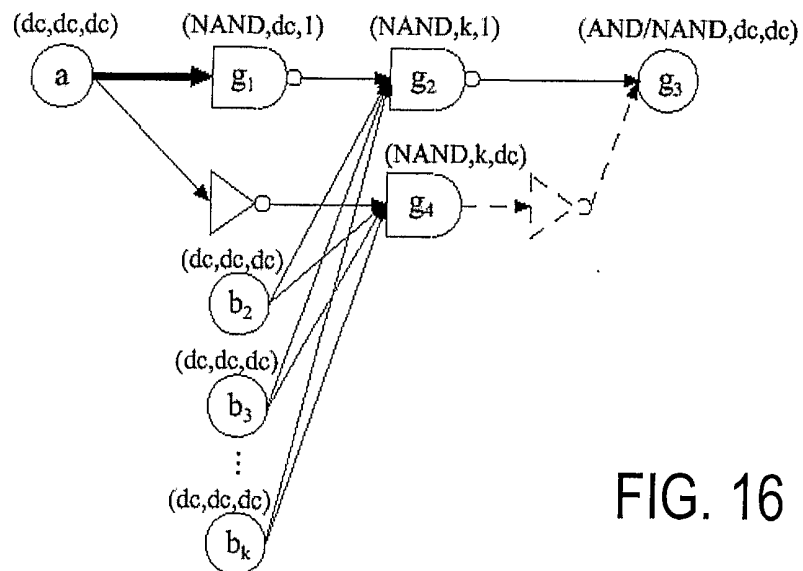 (dc,dc,dc) (NAND,dc,1) (NAND,k,1) (AND/NAND,dc,dc)
a g1 g2 g3
(NAND,k,dc)
g4
(dc,dc,dc)
b2
(dc,dc,dc)
b3
⋮
(dc,dc,dc)
bk
FIG. 16